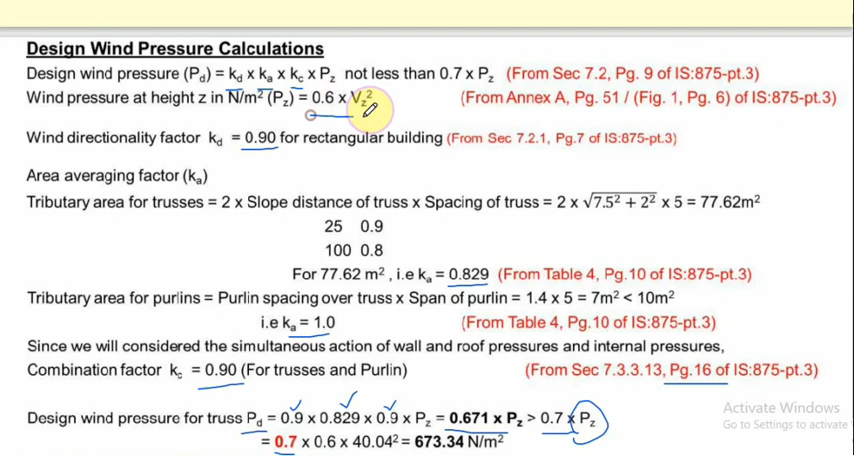 Design Wind Pressure Calculations
Design wind pressure (Pd) = kd x ka x kc x Pz not less than 0.7 x Pz (From Sec 7.2, Pg. 9 of IS:875-pt.3)
Wind pressure at height z in N/m² (Pz) = 0.6 x Vz² (From Annex A, Pg. 51 / (Fig. 1, Pg. 6) of IS:875-pt.3)
Wind directionality factor kd = 0.90 for rectangular building (From Sec 7.2.1, Pg.7 of IS:875-pt.3)
Area averaging factor (ka)
Tributary area for trusses = 2 x Slope distance of truss x Spacing of truss = 2 x √7.5² + 2² x 5 = 77.62m²
25 0.9
100 0.8
For 77.62 m² , i.e ka = 0.829 (From Table 4, Pg.10 of IS:875-pt.3)
Tributary area for purlins = Purlin spacing over truss x Span of purlin = 1.4 x 5 = 7m² < 10m²
i.e ka = 1.0 (From Table 4, Pg.10 of IS:875-pt.3)
Since we will considered the simultaneous action of wall and roof pressures and internal pressures,
Combination factor kc = 0.90 (For trusses and Purlin) (From Sec 7.3.3.13, Pg.16 of IS:875-pt.3)
Design wind pressure for truss Pd = 0.9 x 0.829 x 0.9 x Pz = 0.671 x Pz > 0.7 x Pz
= 0.7 x 0.6 x 40.04² = 673.34 N/m²
Activate Windows
Go to Settings to activate